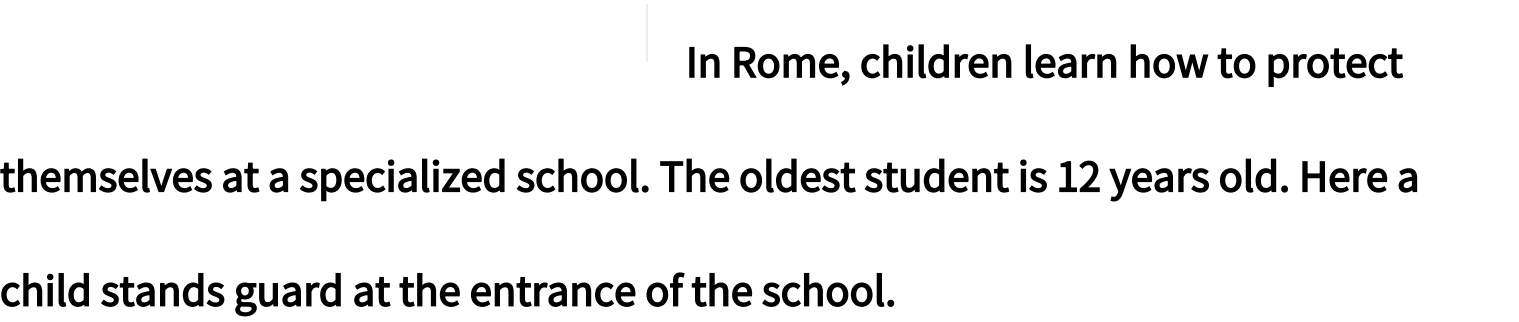 In Rome, children learn how to protect
themselves at a specialized school. The oldest student is 12 years old. Here a
child stands guard at the entrance of the school.